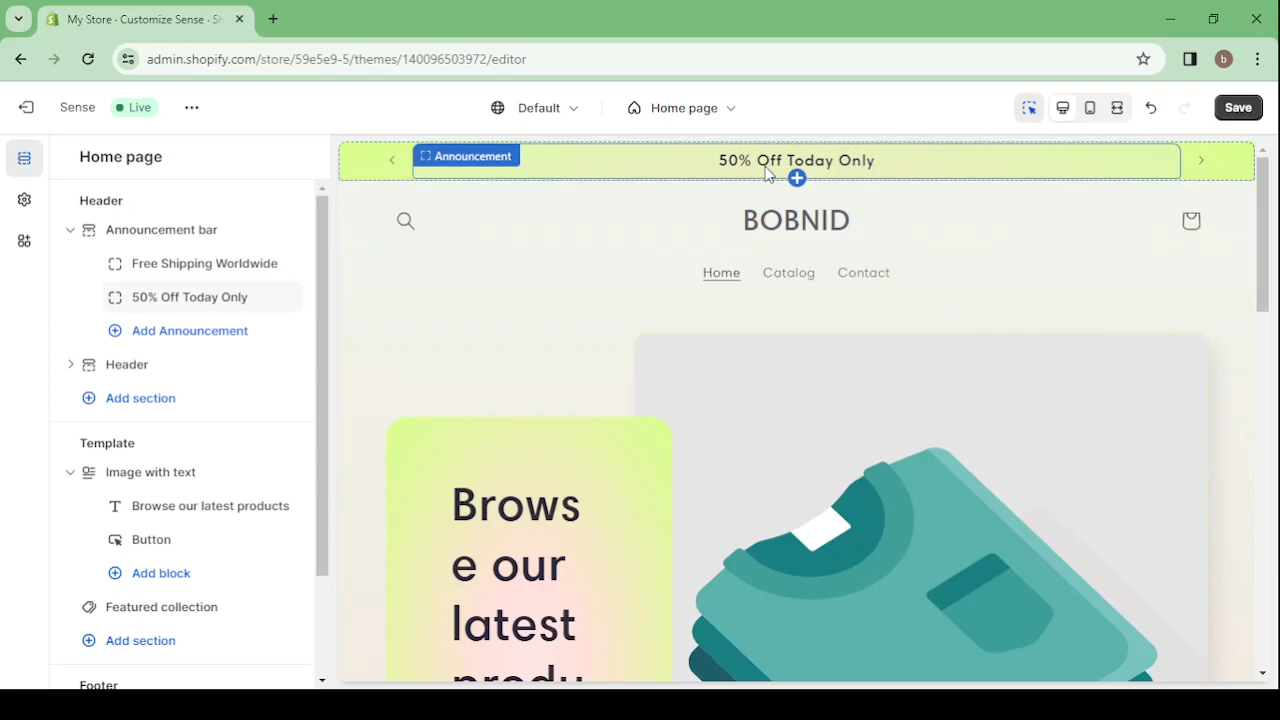 My Store · Customize Sense · S
admin.shopify.com/store/59e5e9-5/themes/140096503972/editor
b
Sense
Live
Default
Home page
Save
Home page
Header
Announcement bar
Free Shipping Worldwide
50% Off Today Only
Add Announcement
Header
Add section
Template
Image with text
Browse our latest products
Button
Add block
Featured collection
Add section
Footer
Announcement
50% Off Today Only
BOBNID
Home
Catalog
Contact
Brows
e our
latest
produ